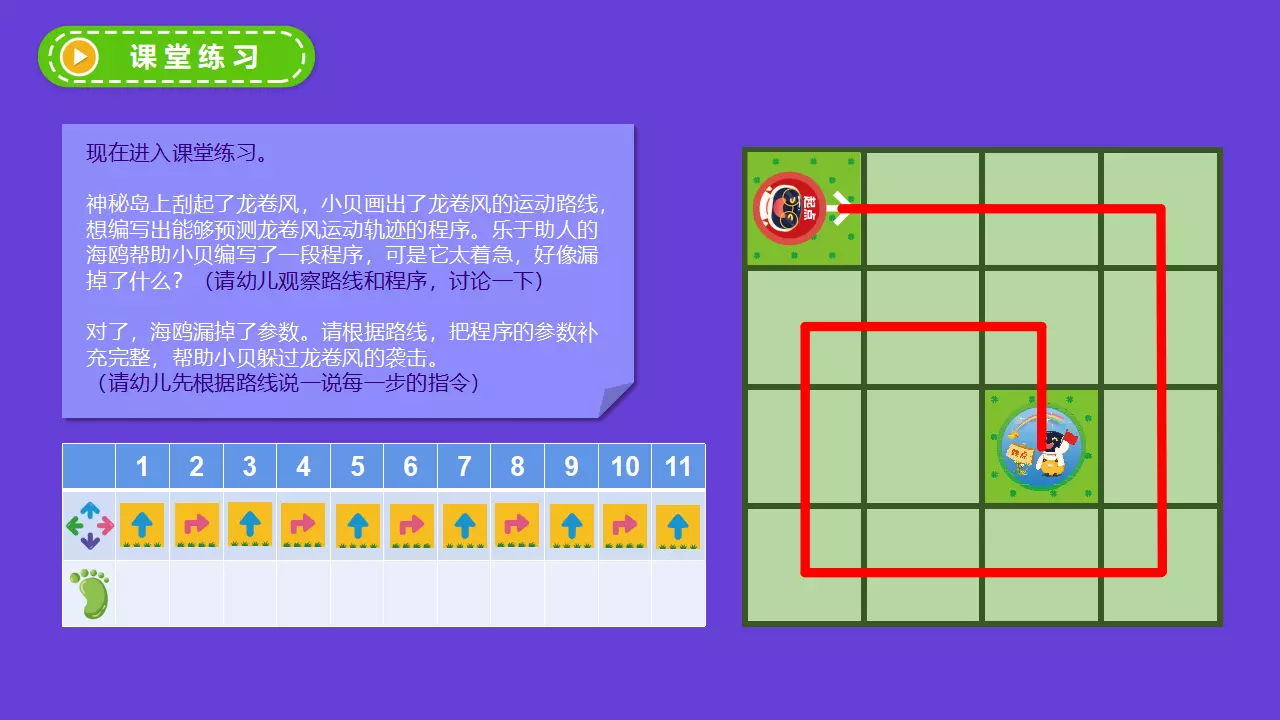 课堂练习
现在进入课堂练习。
神秘岛上刮起了龙卷风，小贝画出了龙卷风的运动路线，
想编写出能够预测龙卷风运动轨迹的程序。乐于助人的
海鸥帮助小贝编写了一段程序，可是它太着急，好像漏
掉了什么？（请幼儿观察路线和程序，讨论一下）
对了，海鸥漏掉了参数。请根据路线，把程序的参数补
充完整，帮助小贝躲过龙卷风的袭击。
（请幼儿先根据路线说一说每一步的指令）
1 2 3 4 5 6 7 8 9 10 11
起点
终点